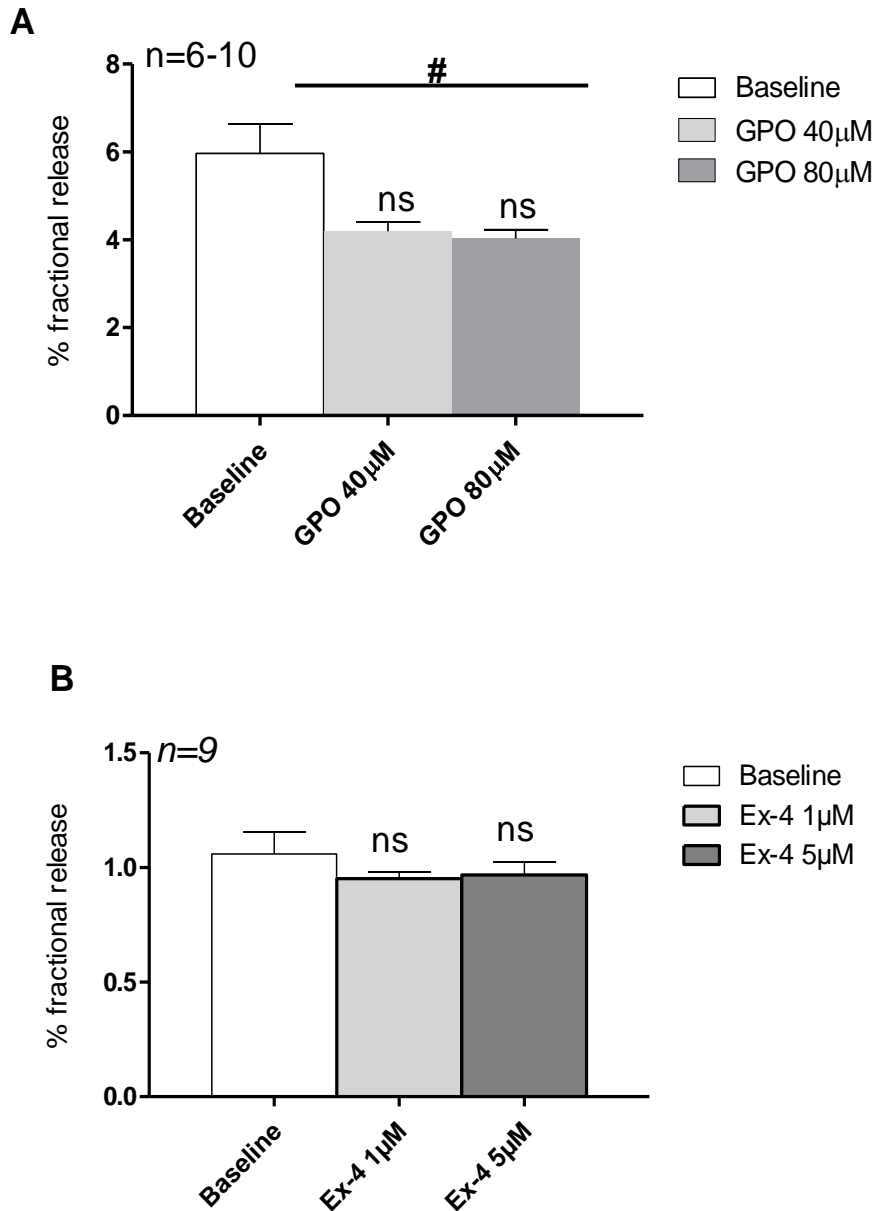 A
n=6-10
#
8
6
4
2
0
% fractional release
ns
ns
Baseline
GPO 40μM
GPO 80μM
Baseline
GPO 40μM
GPO 80μM
B
n=9
1.5
1.0
0.5
0.0
% fractional release
ns
ns
Baseline
Ex-4 1µM
Ex-4 5µM
Baseline
Ex-4 1µM
Ex-4 5µM